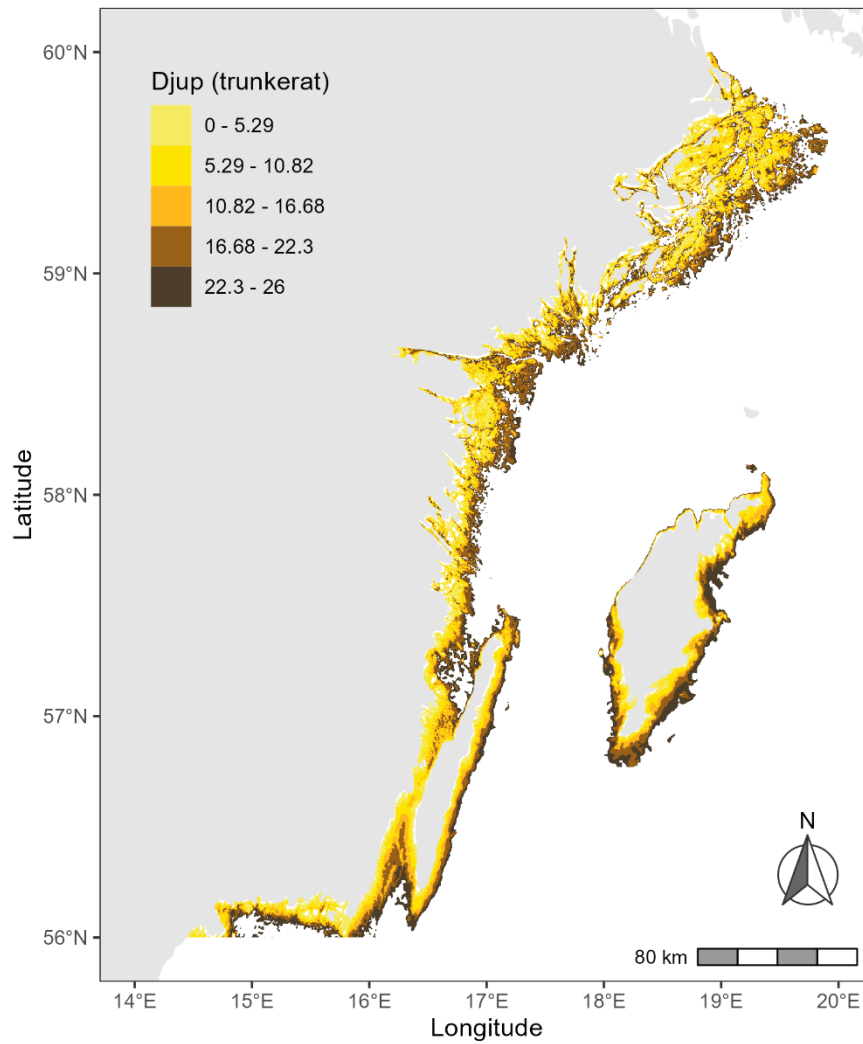 Djup (trunkerat)
0 - 5.29
5.29 - 10.82
10.82 - 16.68
16.68 - 22.3
22.3 - 26
60°N
59°N
58°N
57°N
56°N
Latitude
N
80 km
14°E 15°E 16°E 17°E 18°E 19°E 20°E
Longitude